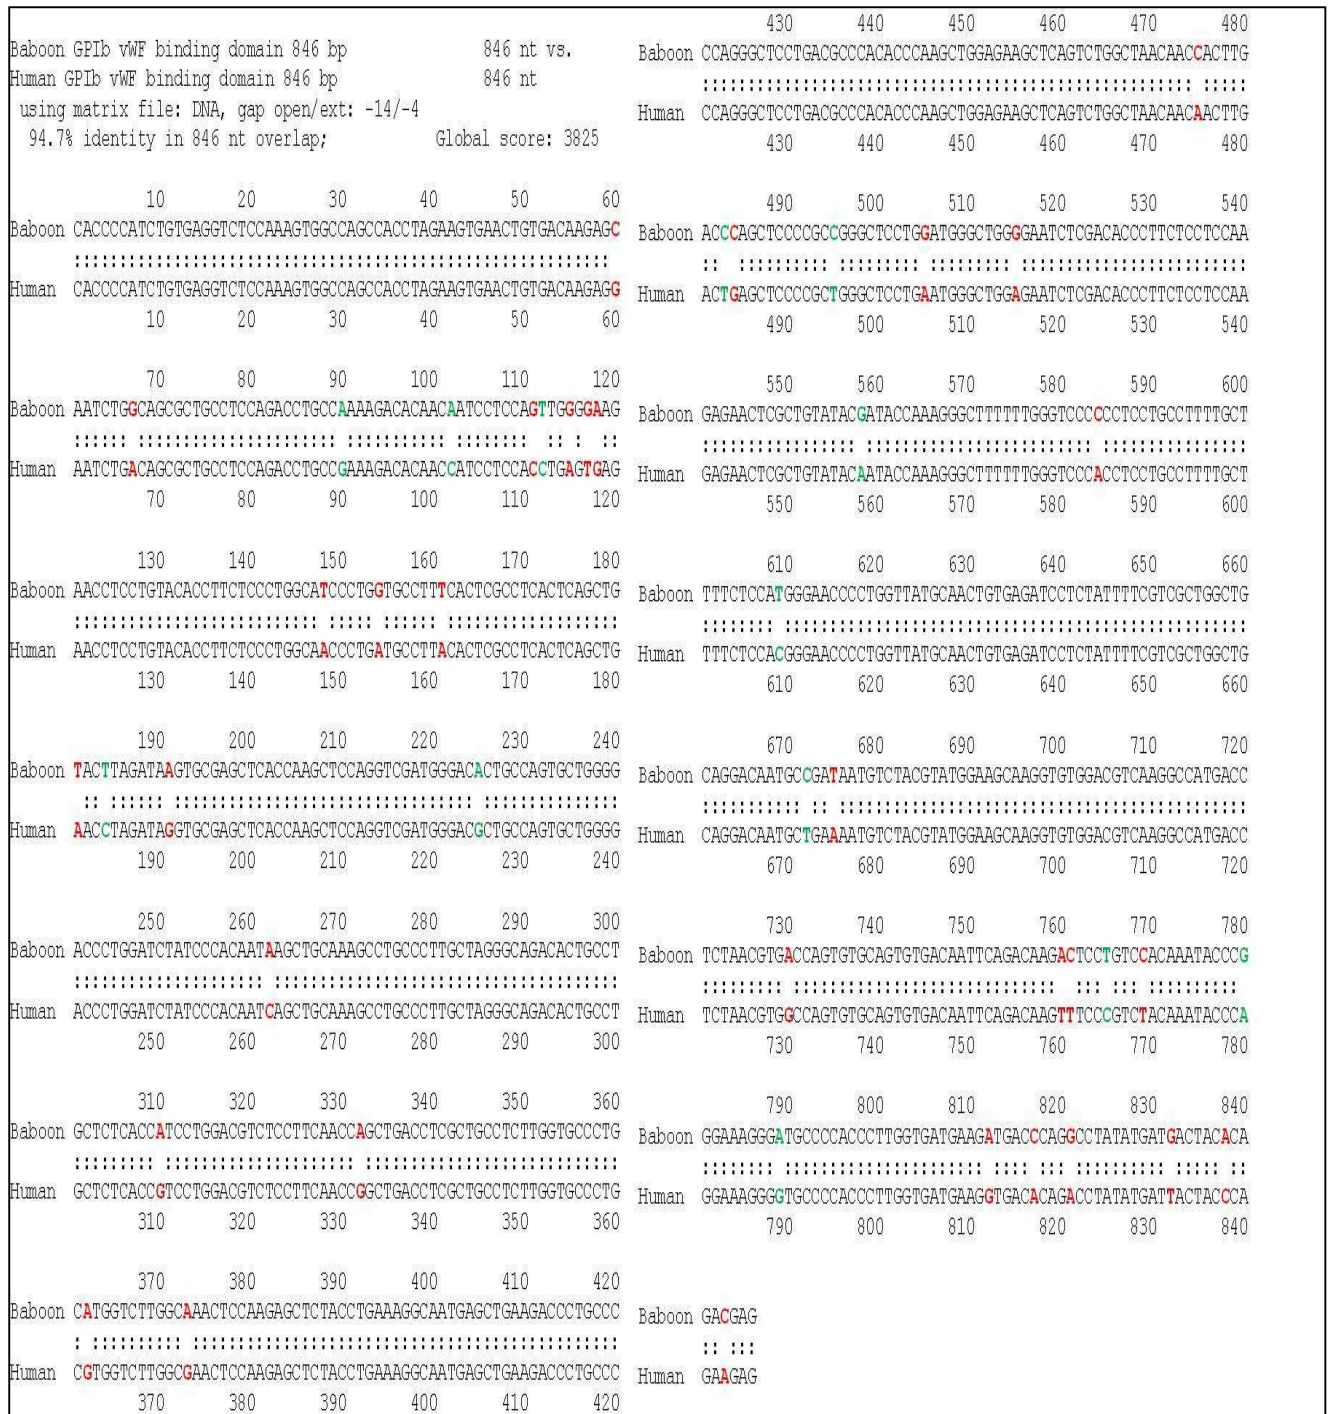 Baboon GPIb vWF binding domain 846 bp 846 nt vs.
Human GPIb vWF binding domain 846 bp 846 nt
using matrix file: DNA, gap open/ext: -14/-4
94.7% identity in 846 nt overlap; Global score: 3825
10 20 30 40 50 60
Baboon CACCCCATCTGTGAGGTCTCCAAAGTGGCCAGCCACCTAGAAGTGAACTGTGACAAGAGC
:::::::::::::::::::::::::::::::::::::::::::::::::::::::::::
Human CACCCCATCTGTGAGGTCTCCAAAGTGGCCAGCCACCTAGAAGTGAACTGTGACAAGAGG
10 20 30 40 50 60
70 80 90 100 110 120
Baboon AATCTGGCAGCGCTGCCTCCAGACCTGCCAAAAGACACAACAATCCTCCAGTTGGGGAAG
:::::: :::::::::::::::::::::: ::::::::::: :::::::: :: : ::
Human AATCTGACAGCGCTGCCTCCAGACCTGCCGAAAGACACAACCATCCTCCACCTGAGTGAG
70 80 90 100 110 120
130 140 150 160 170 180
Baboon AACCTCCTGTACACCTTCTCCCTGGCATCCCTGGTGCCTTTCACTCGCCTCACTCAGCTG
::::::::::::::::::::::::::: ::::: :::::: :::::::::::::::::::
Human AACCTCCTGTACACCTTCTCCCTGGCAACCCTGATGCCTTACACTCGCCTCACTCAGCTG
130 140 150 160 170 180
190 200 210 220 230 240
Baboon TACTTAGATAAGTGCGAGCTCACCAAGCTCCAGGTCGATGGGACACTGCCAGTGCTGGGG
:: :::::: ::::::::::::::::::::::::::::::::: :::::::::::::::
Human AACCTAGATAGGTGCGAGCTCACCAAGCTCCAGGTCGATGGGACGCTGCCAGTGCTGGGG
190 200 210 220 230 240
250 260 270 280 290 300
Baboon ACCCTGGATCTATCCCACAATAAGCTGCAAAGCCTGCCCTTGCTAGGGCAGACACTGCCT
::::::::::::::::::::: ::::::::::::::::::::::::::::::::::::::
Human ACCCTGGATCTATCCCACAATCAGCTGCAAAGCCTGCCCTTGCTAGGGCAGACACTGCCT
250 260 270 280 290 300
310 320 330 340 350 360
Baboon GCTCTCACCATCCTGGACGTCTCCTTCAACCAGCTGACCTCGCTGCCTCTTGGTGCCCTG
::::::::: ::::::::::::::::::::: ::::::::::::::::::::::::::::
Human GCTCTCACCGTCCTGGACGTCTCCTTCAACCGGCTGACCTCGCTGCCTCTTGGTGCCCTG
310 320 330 340 350 360
370 380 390 400 410 420
Baboon CATGGTCTTGGCAAACTCCAAGAGCTCTACCTGAAAGGCAATGAGCTGAAGACCCTGCCC
: :::::::::: :::::::::::::::::::::::::::::::::::::::::::::::
Human CGTGGTCTTGGCGAACTCCAAGAGCTCTACCTGAAAGGCAATGAGCTGAAGACCCTGCCC
370 380 390 400 410 420
430 440 450 460 470 480
Baboon CCAGGGCTCCTGACGCCCACACCCAAGCTGGAGAAGCTCAGTCTGGCTAACAACCACTTG
:::::::::::::::::::::::::::::::::::::::::::::::::::::: :::::
Human CCAGGGCTCCTGACGCCCACACCCAAGCTGGAGAAGCTCAGTCTGGCTAACAACAACTTG
430 440 450 460 470 480
490 500 510 520 530 540
Baboon ACCCAGCTCCCCGCCGGGCTCCTGGATGGGCTGGGGAATCTCGACACCCTTCTCCTCCAA
:: :::::::::: ::::::::: ::::::::: :::::::::::::::::::::::::
Human ACTGAGCTCCCCGCTGGGCTCCTGAATGGGCTGGAGAATCTCGACACCCTTCTCCTCCAA
490 500 510 520 530 540
550 560 570 580 590 600
Baboon GAGAACTCGCTGTATACGATACCAAAGGGCTTTTTTGGGTCCCCCCTCCTGCCTTTTGCT
::::::::::::::::: ::::::::::::::::::::::::: ::::::::::::::::
Human GAGAACTCGCTGTATACAATACCAAAGGGCTTTTTTGGGTCCCACCTCCTGCCTTTTGCT
550 560 570 580 590 600
610 620 630 640 650 660
Baboon TTTCTCCATGGGAACCCCTGGTTATGCAACTGTGAGATCCTCTATTTTCGTCGCTGGCTG
:::::::: :::::::::::::::::::::::::::::::::::::::::::::::::::
Human TTTCTCCACGGGAACCCCTGGTTATGCAACTGTGAGATCCTCTATTTTCGTCGCTGGCTG
610 620 630 640 650 660
670 680 690 700 710 720
Baboon CAGGACAATGCCGATAATGTCTACGTATGGAAGCAAGGTGTGGACGTCAAGGCCATGACC
::::::::::: :: :::::::::::::::::::::::::::::::::::::::::::::
Human CAGGACAATGCTGAAAATGTCTACGTATGGAAGCAAGGTGTGGACGTCAAGGCCATGACC
670 680 690 700 710 720
730 740 750 760 770 780
Baboon TCTAACGTGACCAGTGTGCAGTGTGACAATTCAGACAAGACTCCTGTCCACAAATACCCG
::::::::: ::::::::::::::::::::::::::::: ::: ::: ::::::::::
Human TCTAACGTGGCCAGTGTGCAGTGTGACAATTCAGACAAGTTTCCCGTCTACAAATACCCA
730 740 750 760 770 780
790 800 810 820 830 840
Baboon GGAAAGGGATGCCCCACCCTTGGTGATGAAGATGACCCAGGCCTATATGATGACTACACA
:::::::: :::::::::::::::::::::: :::: ::: :::::::::: ::::: ::
Human GGAAAGGGGTGCCCCACCCTTGGTGATGAAGGTGACACAGACCTATATGATTACTACCCA
790 800 810 820 830 840
Baboon GACGAG
:: :::
Human GAAGAG